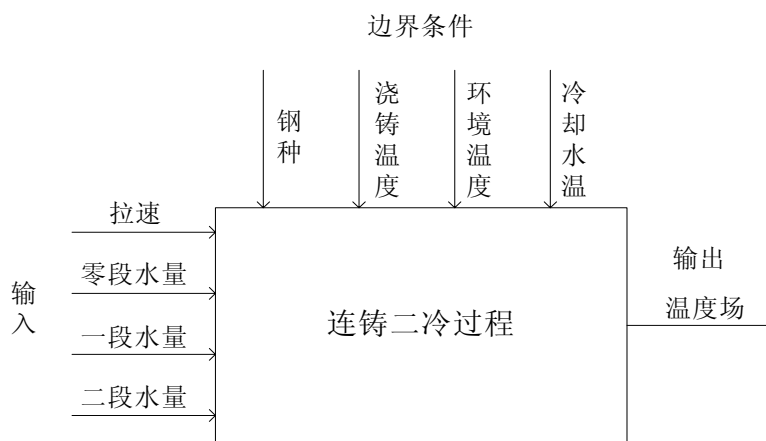 边界条件
钢种
浇铸温度
环境温度
冷却水温
拉速
零段水量
一段水量
二段水量
输入
连铸二冷过程
输出
温度场